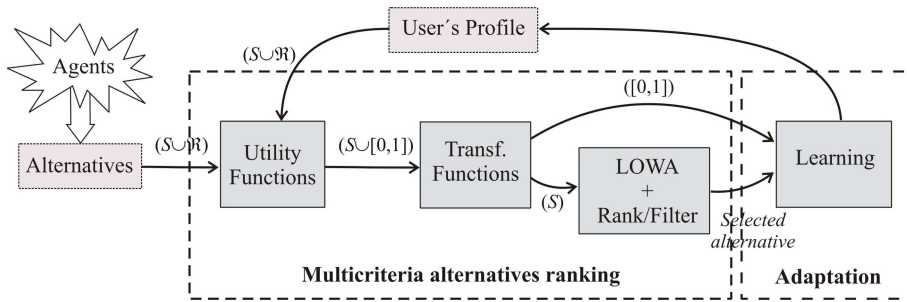 User´s Profile
Agents
(S∪ℜ)
([0,1])
(S∪ℜ)
Alternatives
Utility
Functions
(S∪[0,1])
Transf.
Functions
(S)
LOWA
+
Rank/Filter
Learning
Selected
alternative
Multicriteria alternatives ranking
Adaptation